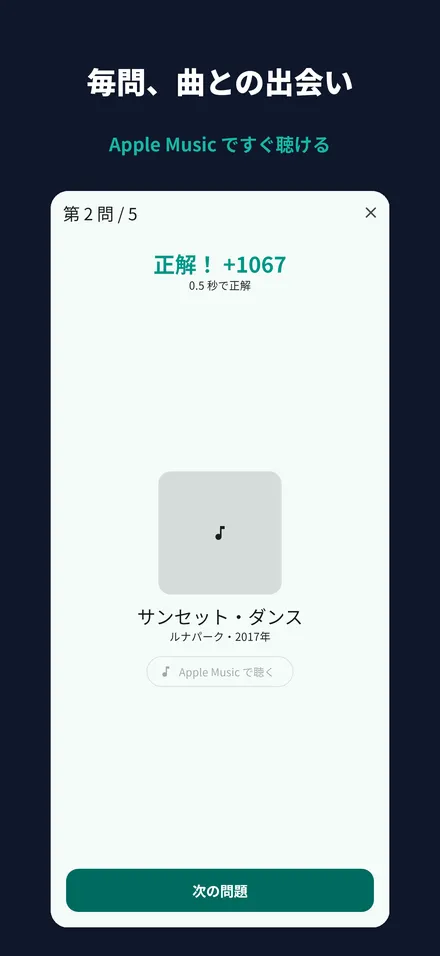 毎問、曲との出会い
Apple Music ですぐ聴ける
第 2 問 / 5
正解！ +1067
0.5 秒で正解
サンセット・ダンス
ルナパーク・2017年
Apple Music で聴く
次の問題